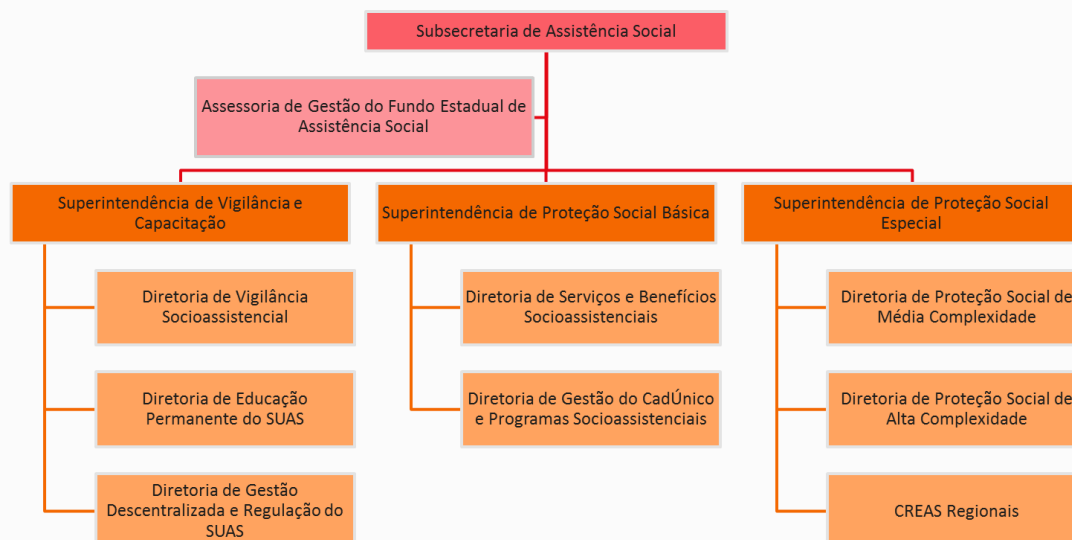 Subsecretaria de Assistência Social
Assessoria de Gestão do Fundo Estadual de
Assistência Social
Superintendência de Vigilância e
Capacitação
Diretoria de Vigilância
Socioassistencial
Diretoria de Educação
Permanente do SUAS
Diretoria de Gestão
Descentralizada e Regulação do
SUAS
Superintendência de Proteção Social Básica
Diretoria de Serviços e Benefícios
Socioassistenciais
Diretoria de Gestão do CadÚnico
e Programas Socioassistenciais
Superintendência de Proteção Social
Especial
Diretoria de Proteção Social de
Média Complexidade
Diretoria de Proteção Social de
Alta Complexidade
CREAS Regionais